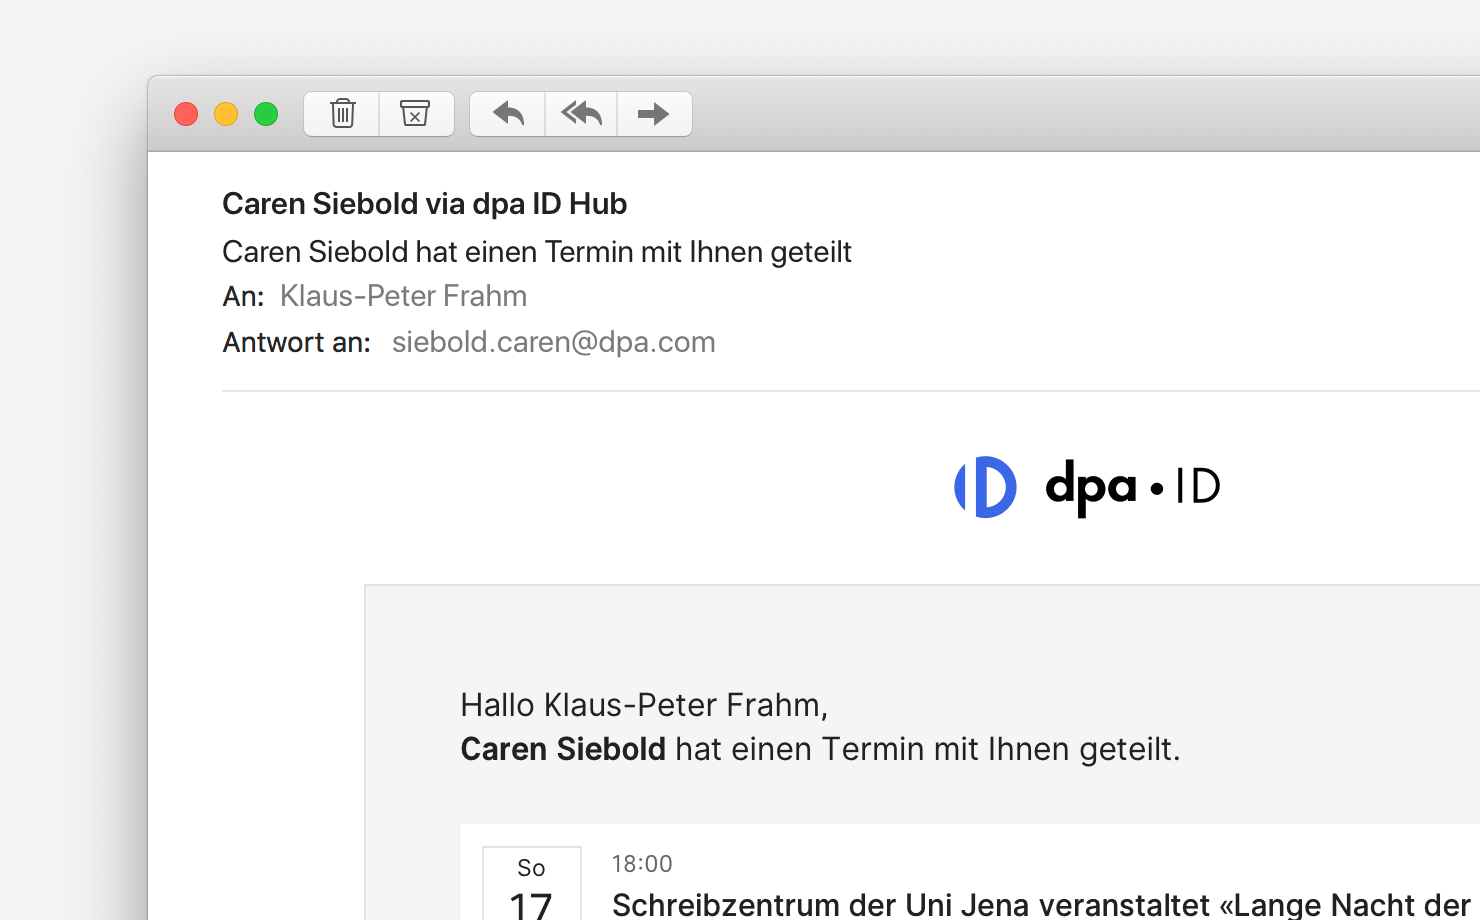 Caren Siebold via dpa ID Hub
Caren Siebold hat einen Termin mit Ihnen geteilt
An: Klaus-Peter Frahm
Antwort an: siebold.caren@dpa.com
ID dpa • ID
Hallo Klaus-Peter Frahm,
Caren Siebold hat einen Termin mit Ihnen geteilt.
So
17
18:00
Schreibzentrum der Uni Jena veranstaltet «Lange Nacht der